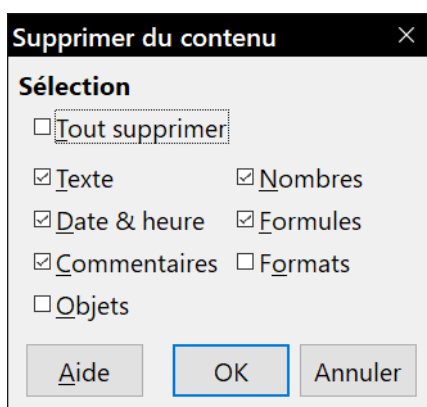 Supprimer du contenu
Sélection
Tout supprimer
Texte Nombres
Date & heure Formules
Commentaires Formats
Objets
Aide OK Annuler